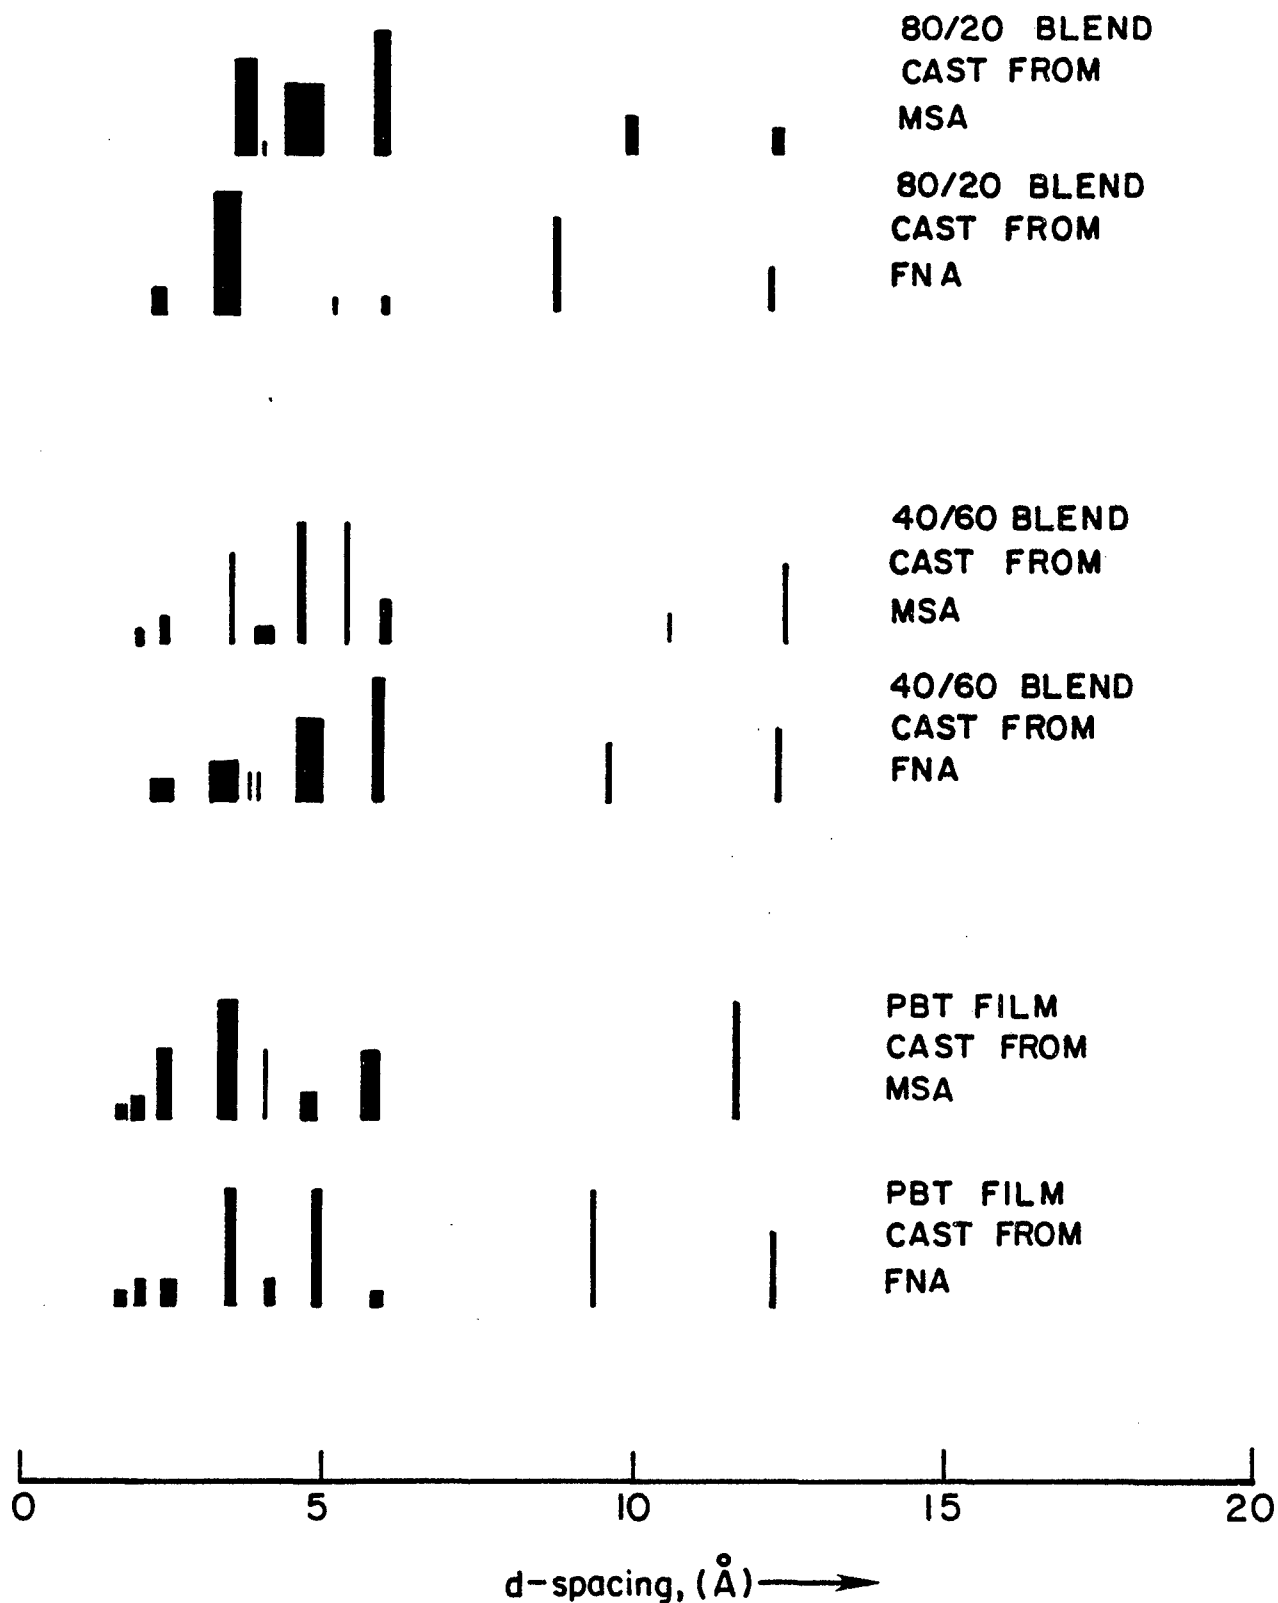 80/20 BLEND
CAST FROM
MSA
80/20 BLEND
CAST FROM
FNA
40/60 BLEND
CAST FROM
MSA
40/60 BLEND
CAST FROM
FNA
PBT FILM
CAST FROM
MSA
PBT FILM
CAST FROM
FNA
0 5 10 15 20
d-spacing, (Å)